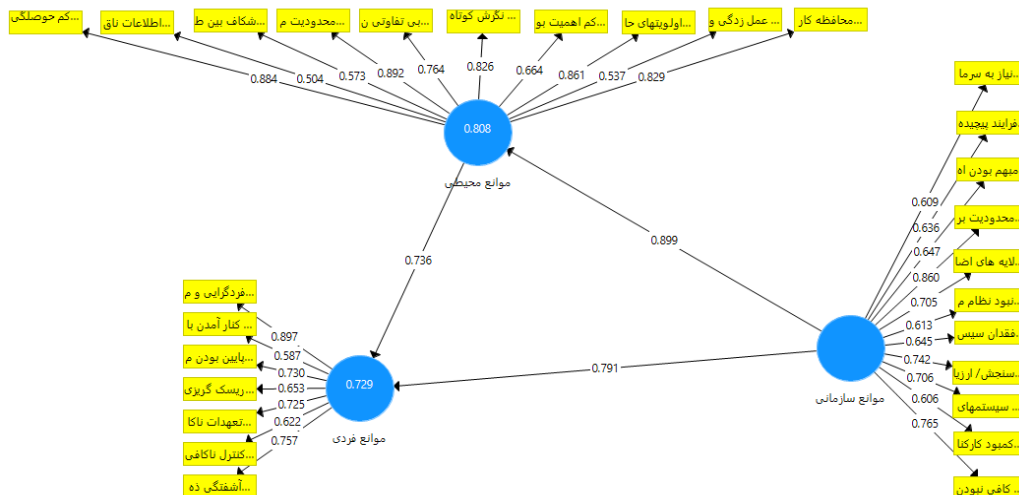 ...کم حوصلگی
...اطلاعات ناق
...شکاف بین ط
...محدودیت م
...بی تفاوتی ن
... نگرش کوتاه
...کم اهمیت بو
...اولویتهای حا
... عمل زدگی و
...محافظه کار
0.884
0.504
0.573
0.892
0.764
0.826
0.664
0.861
0.537
0.829
0.808
موانع محیطی
0.899
0.736
0.791
...نیاز به سرما
...فرایند پیچیده
...مبهم بودن اه
...محدودیت بر
...لایه های اضا
...نبود نظام م
...فقدان سیس
...سنجش/ ارزیا
... سیستمهای
...کمبود کارکنا
... کافی نبودن
0.609
0.636
0.647
0.860
0.705
0.613
0.645
0.742
0.706
0.606
0.765
موانع سازمانی
...فردگرایی و م
... کنار آمدن با
...پایین بودن م
...ریسک گریزی
...تعهدات ناکا
...کنترل ناکافی
...آشفتگی ذه
0.897
0.587
0.730
0.653
0.725
0.622
0.757
0.729
موانع فردی